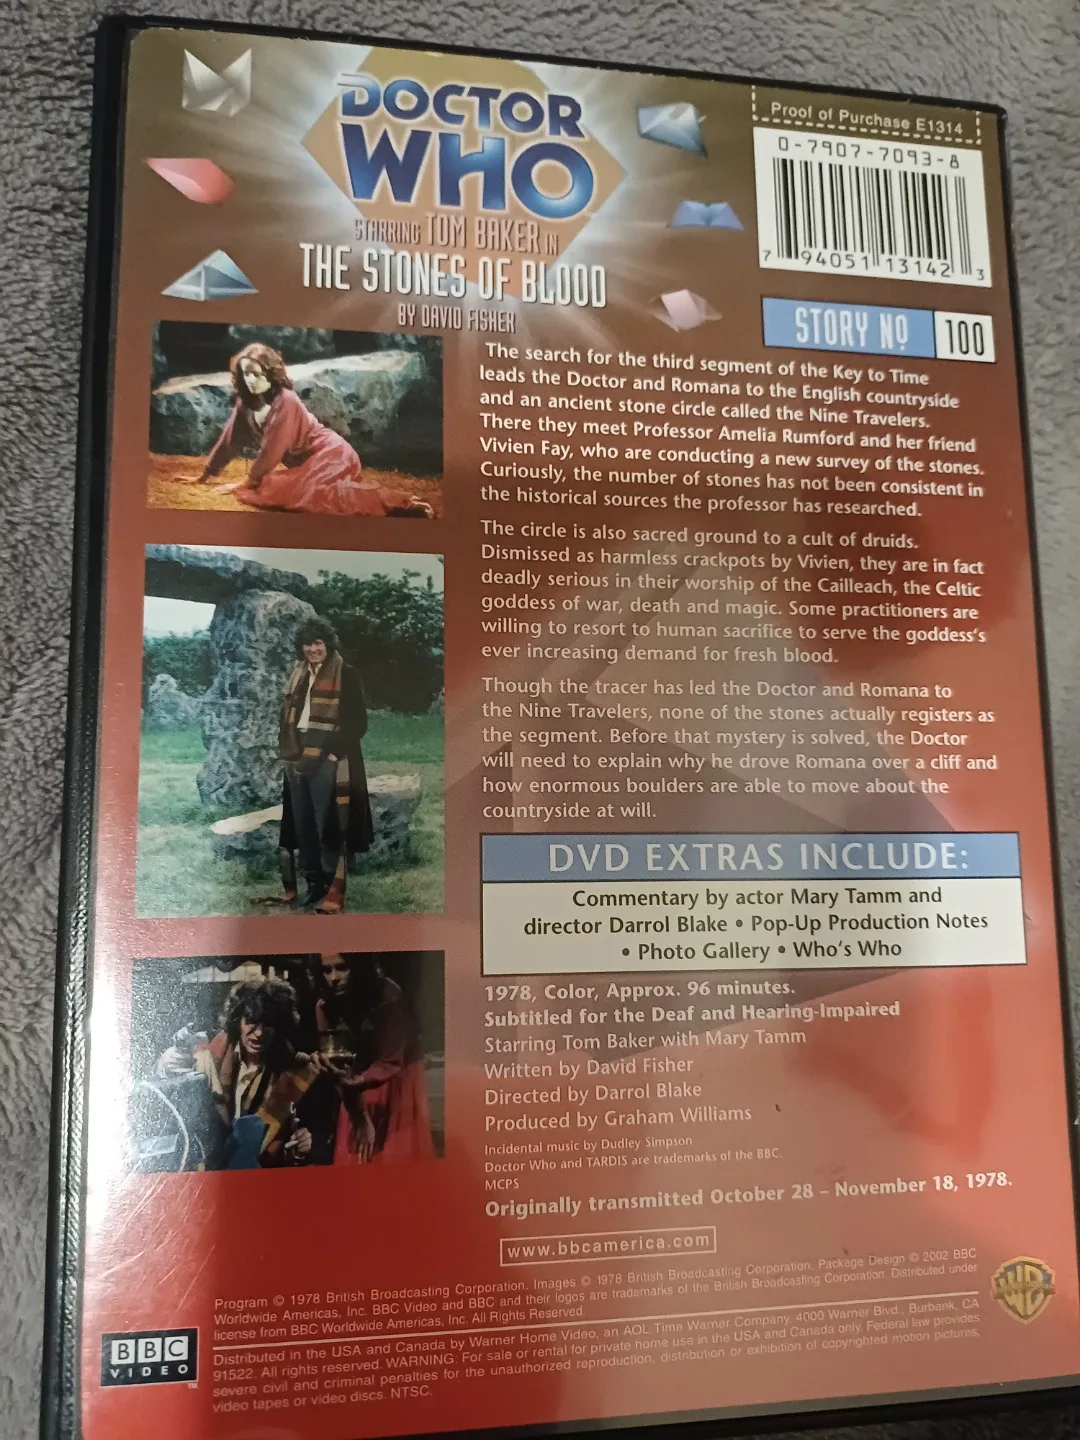 DOCTOR
WHO
STARRING TOM BAKER IN
THE STONES OF BLOOD
BY DAVID FISHER
Proof of Purchase E1314
0-7907-7093-8
7 94051 13142 3
STORY NO 100
The search for the third segment of the Key to Time
leads the Doctor and Romana to the English countryside
and an ancient stone circle called the Nine Travelers.
There they meet Professor Amelia Rumford and her friend
Vivien Fay, who are conducting a new survey of the stones.
Curiously, the number of stones has not been consistent in
the historical sources the professor has researched.
The circle is also sacred ground to a cult of druids.
Dismissed as harmless crackpots by Vivien, they are in fact
deadly serious in their worship of the Cailleach, the Celtic
goddess of war, death and magic. Some practitioners are
willing to resort to human sacrifice to serve the goddess's
ever increasing demand for fresh blood.
Though the tracer has led the Doctor and Romana to
the Nine Travelers, none of the stones actually registers as
the segment. Before that mystery is solved, the Doctor
will need to explain why he drove Romana over a cliff and
how enormous boulders are able to move about the
countryside at will.
DVD EXTRAS INCLUDE:
Commentary by actor Mary Tamm and
director Darrol Blake • Pop-Up Production Notes
• Photo Gallery • Who's Who
1978, Color, Approx. 96 minutes.
Subtitled for the Deaf and Hearing-Impaired
Starring Tom Baker with Mary Tamm
Written by David Fisher
Directed by Darrol Blake
Produced by Graham Williams
Incidental music by Dudley Simpson
Doctor Who and TARDIS are trademarks of the BBC.
MCPS
Originally transmitted October 28 – November 18, 1978.
www.bbcamerica.com
Program © 1978 British Broadcasting Corporation. Images © 1978 British Broadcasting Corporation. Package Design © 2002 BBC
Worldwide Americas, Inc. BBC Video and BBC and their logos are trademarks of the British Broadcasting Corporation. Distributed under
license from BBC Worldwide Americas, Inc. All Rights Reserved.
Distributed in the USA and Canada by Warner Home Video, an AOL Time Warner Company, 4000 Warner Blvd., Burbank, CA
91522. All rights reserved. WARNING: For sale or rental for private home use in the USA and Canada only. Federal law provides
severe civil and criminal penalties for the unauthorized reproduction, distribution or exhibition of copyrighted motion pictures,
video tapes or video discs. NTSC.
BBC
VIDEO
TM
WB